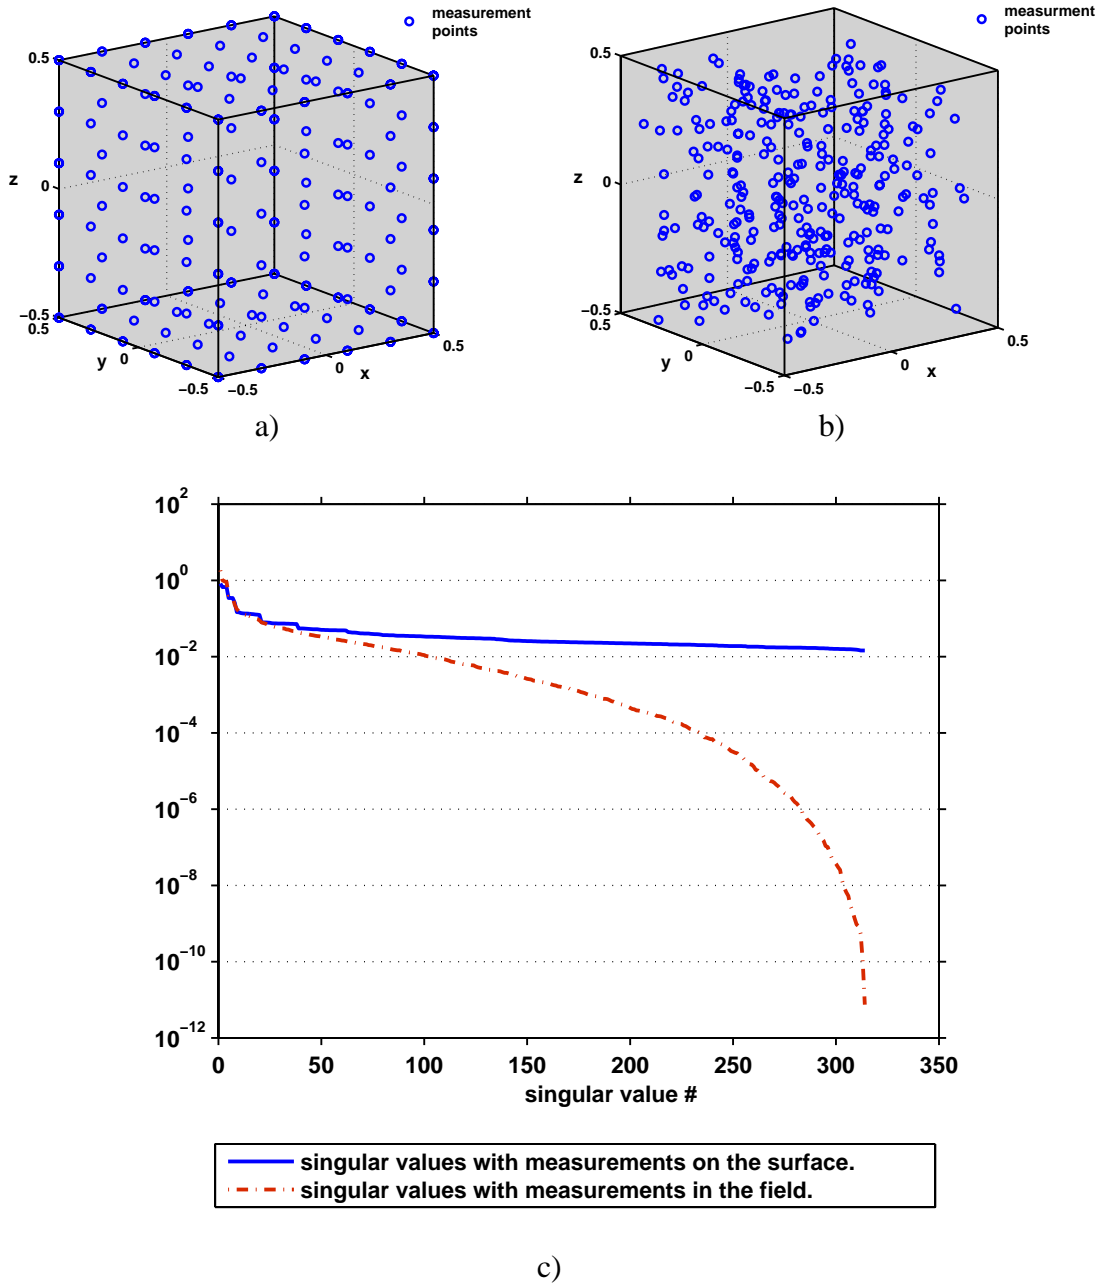 measurement
points
0.5
z
0
−0.5
0.5
y
0
−0.5
−0.5
0
x
0.5
a)
measurment
points
0.5
z
0
−0.5
0.5
y
0
−0.5
−0.5
0
x
0.5
b)
10^2
10^0
10^−2
10^−4
10^−6
10^−8
10^−10
10^−12
0 50 100 150 200 250 300 350
singular value #
singular values with measurements on the surface.
singular values with measurements in the field.
c)